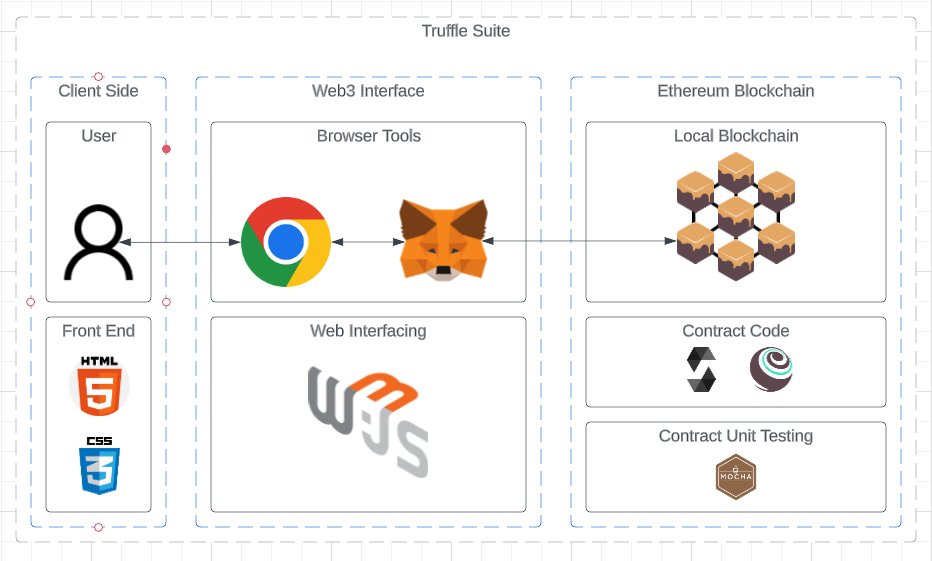 Truffle Suite
Client Side
Web3 Interface
Ethereum Blockchain
User
Browser Tools
Local Blockchain
Front End
Web Interfacing
Contract Code
HTML
5
CSS
3
W3JS
Contract Unit Testing
MOCHA